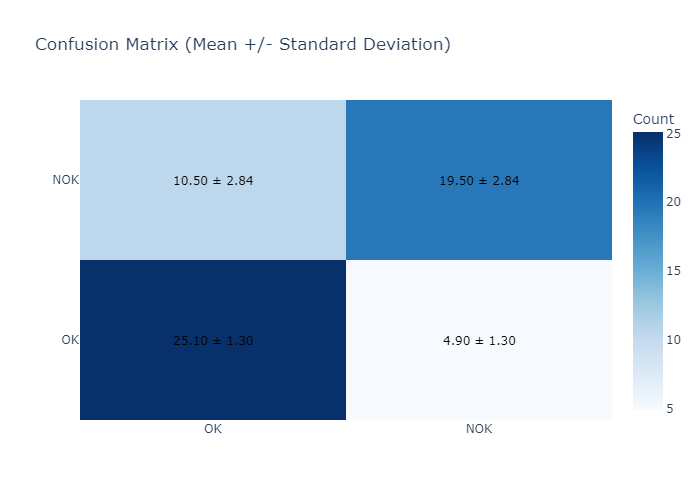 Confusion Matrix (Mean +/- Standard Deviation)
Count
25
20
15
10
5
NOK
10.50 ± 2.84
19.50 ± 2.84
OK
25.10 ± 1.30
4.90 ± 1.30
OK
NOK